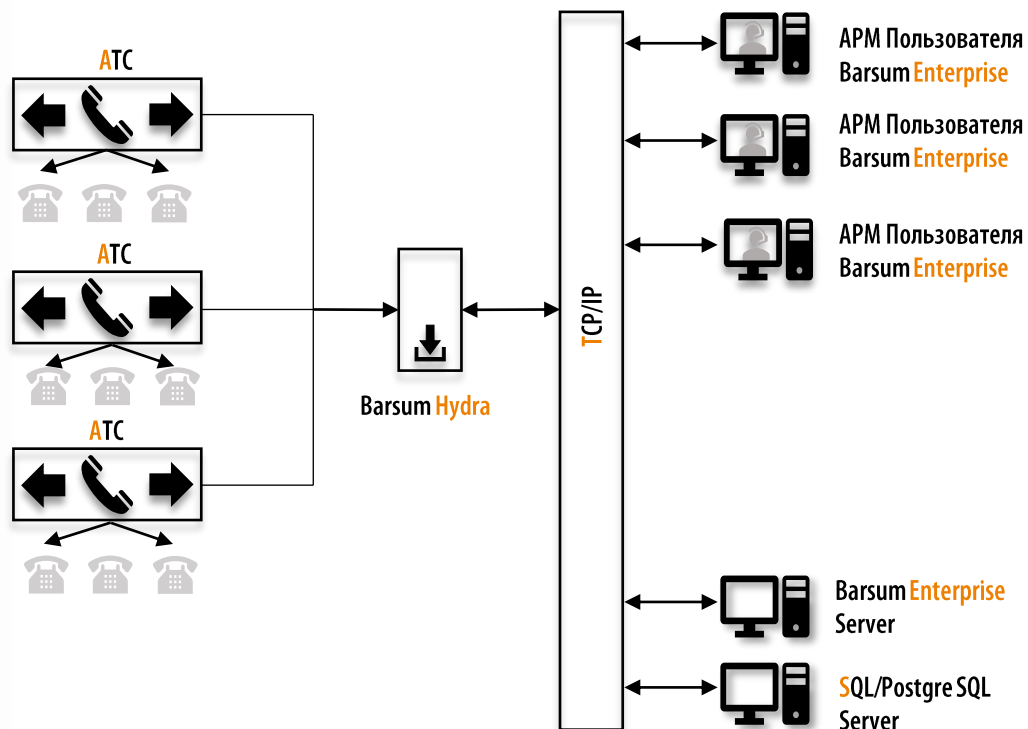 АТС
АТС
АТС
Barsum Hydra
TCP/IP
АРМ Пользователя
Barsum Enterprise
АРМ Пользователя
Barsum Enterprise
АРМ Пользователя
Barsum Enterprise
Barsum Enterprise
Server
SQL/Postgre SQL
Server